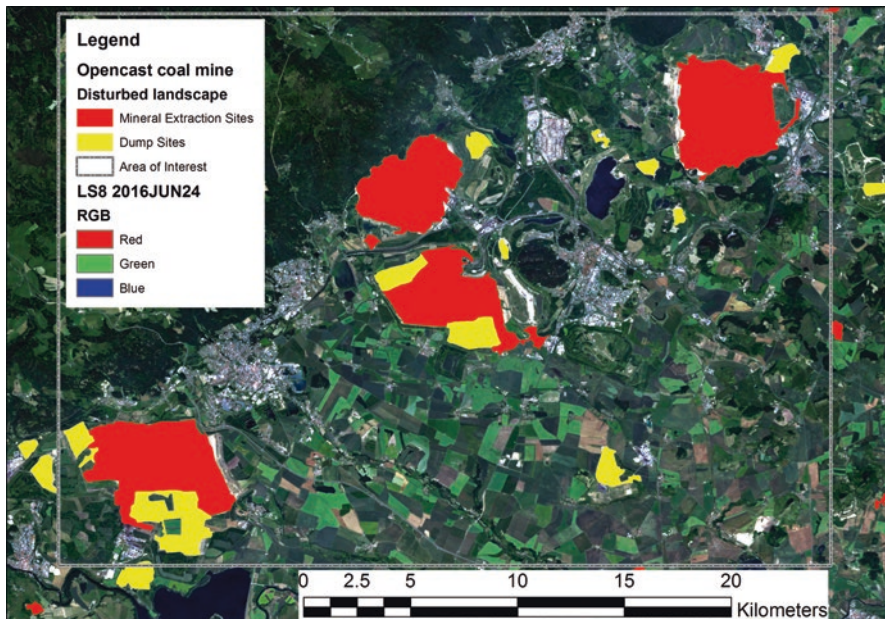 Legend
Opencast coal mine
Disturbed landscape
Mineral Extraction Sites
Dump Sites
Area of Interest
LS8 2016JUN24
RGB
Red
Green
Blue
0 2.5 5 10 15 20
Kilometers